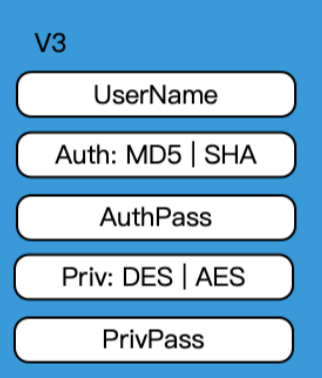 V3
UserName
Auth: MD5 | SHA
AuthPass
Priv: DES | AES
PrivPass